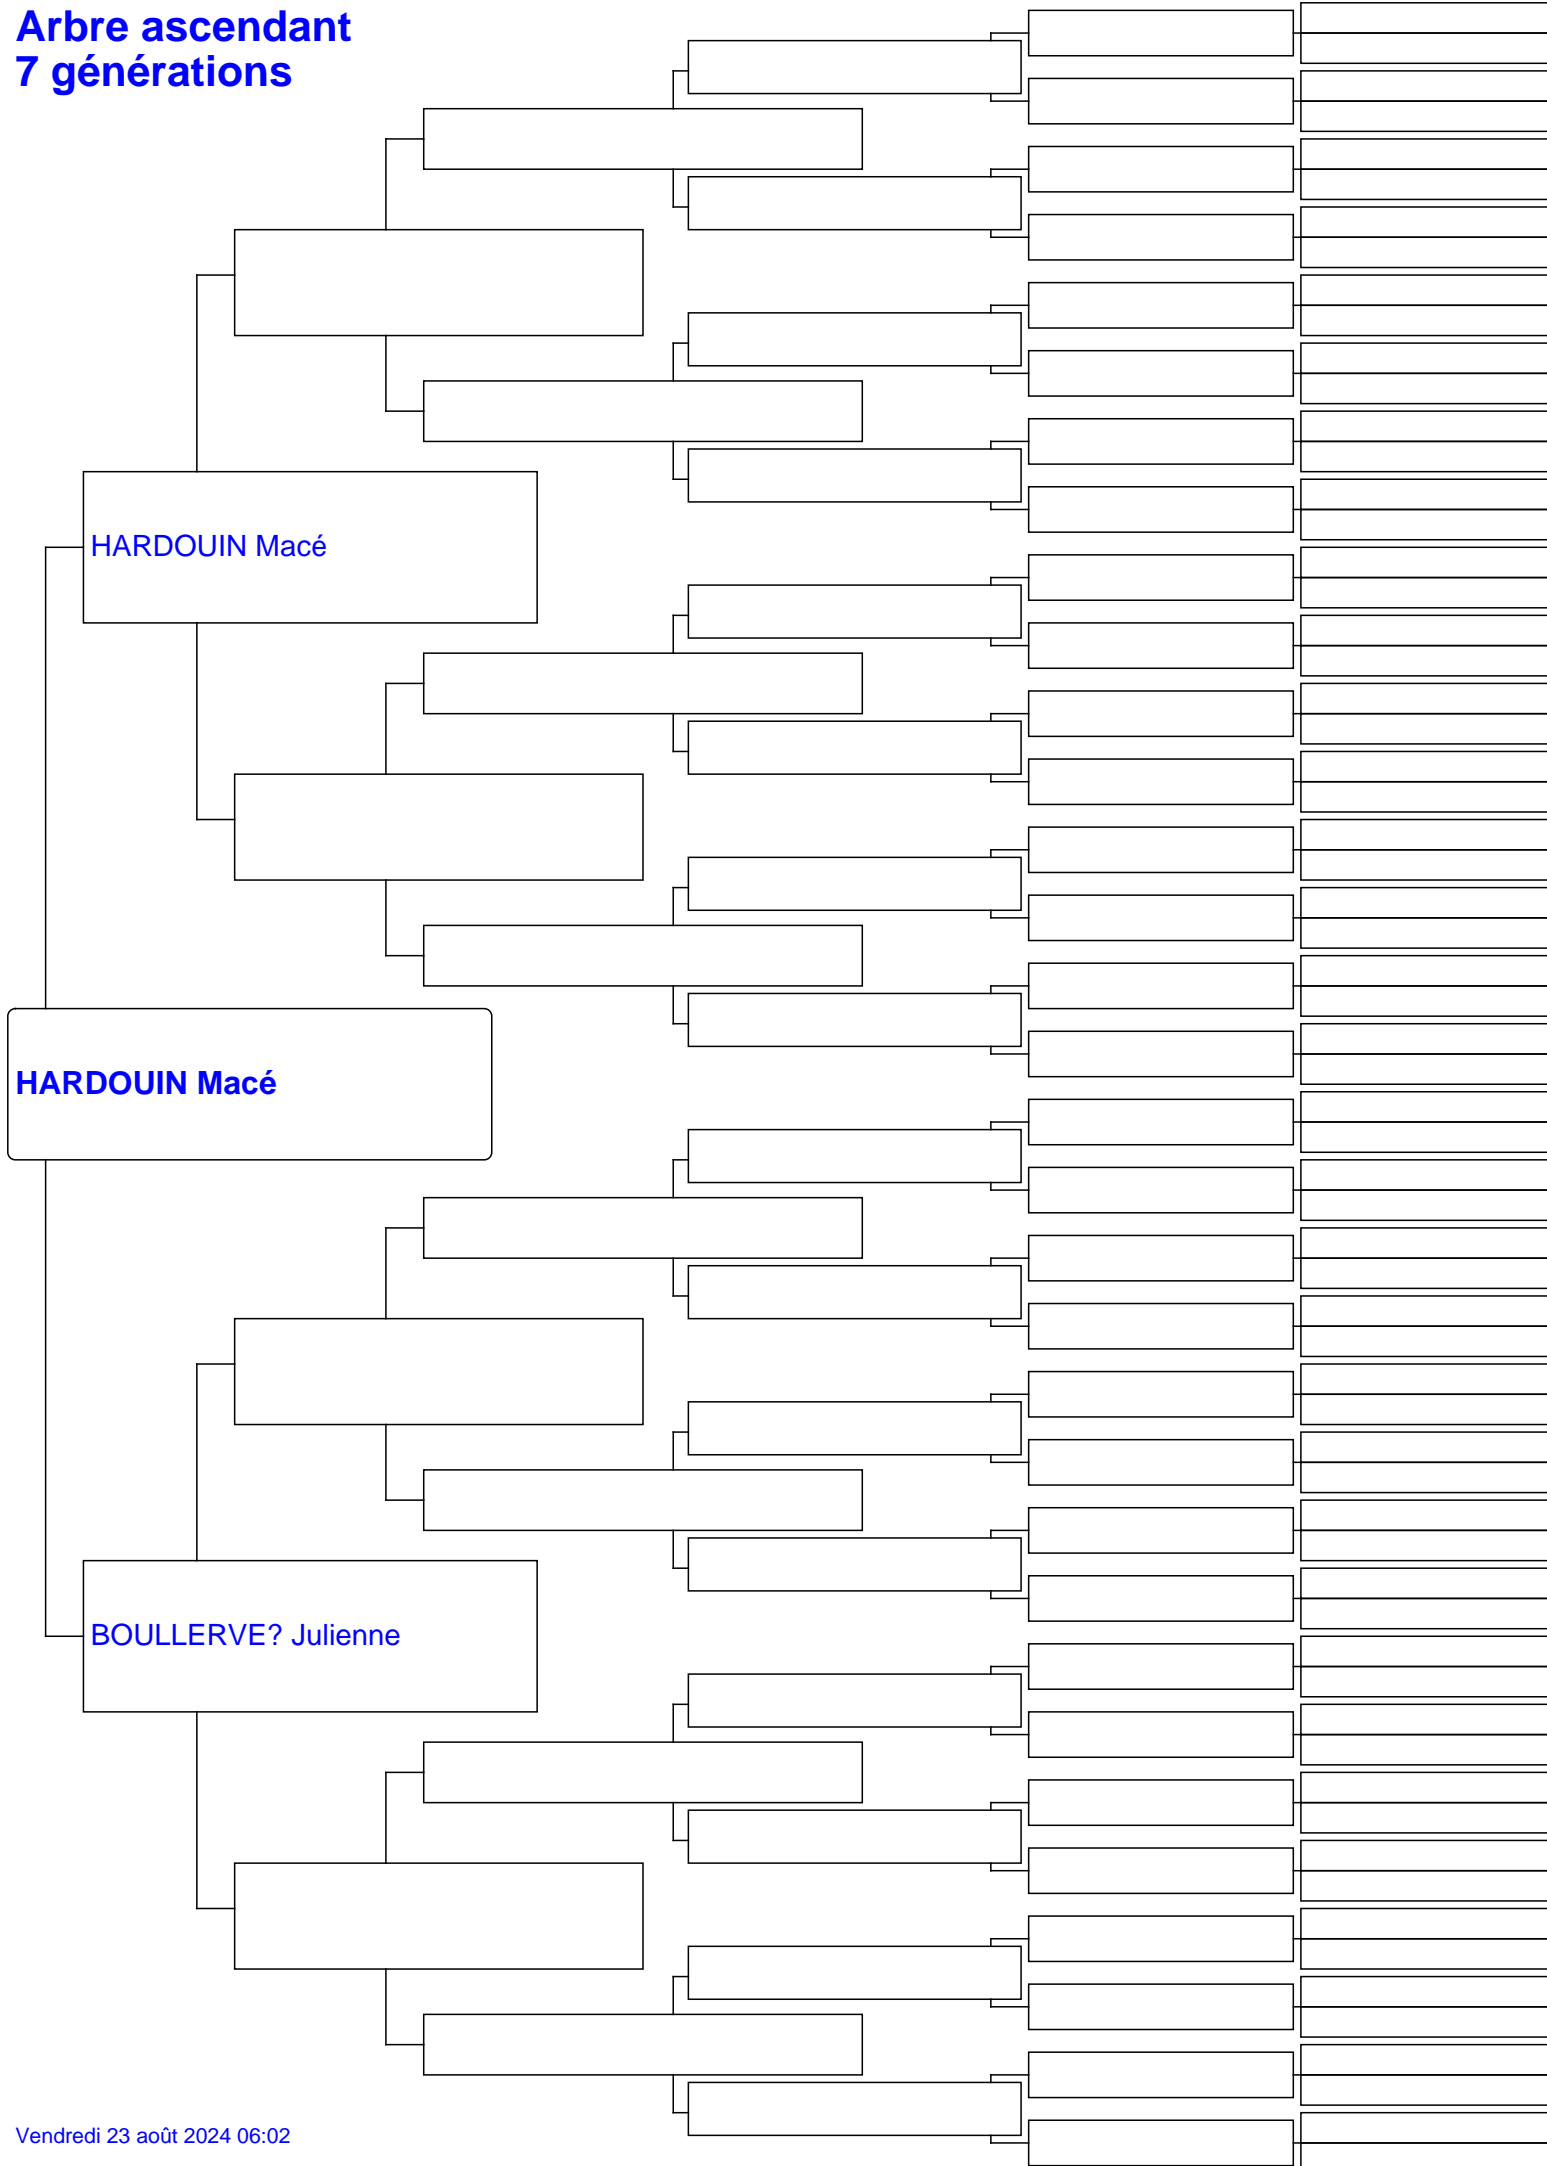 Arbre ascendant
7 générations
HARDOUIN Macé
HARDOUIN Macé
BOULLERVE? Julienne
Vendredi 23 août 2024 06:02